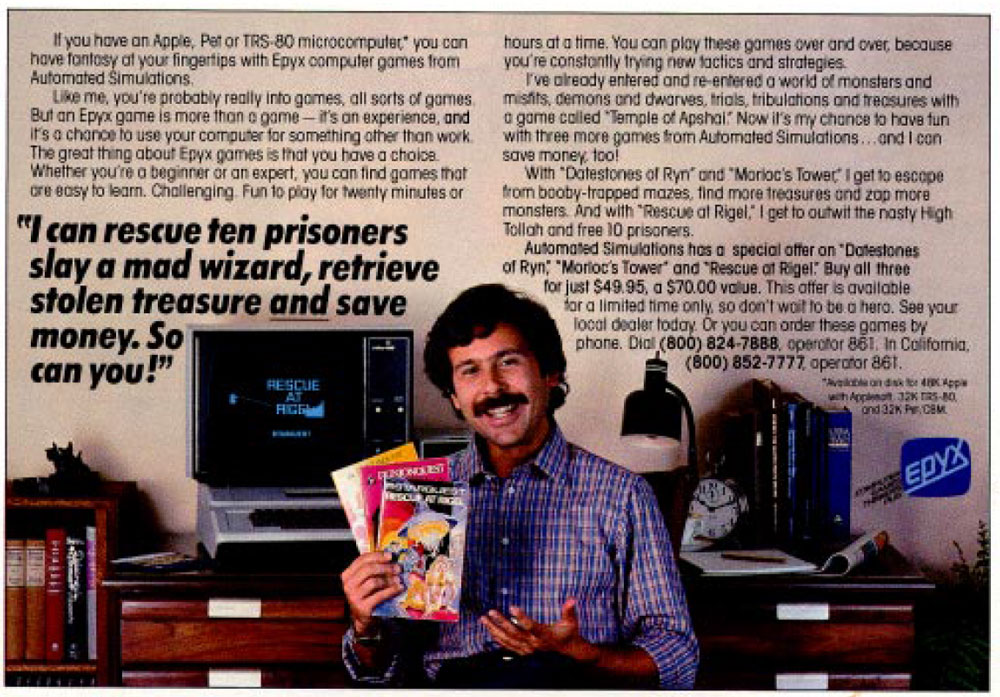 If you have an Apple, Pet or TRS-80 microcomputer,* you can
have fantasy at your fingertips with Epyx computer games from
Automated Simulations.
Like me, you're probably really into games, all sorts of games.
But an Epyx game is more than a game — it's an experience, and
it's a chance to use your computer for something other than work.
The great thing about Epyx games is that you have a choice.
Whether you're a beginner or an expert, you can find games that
are easy to learn. Challenging. Fun to play for twenty minutes or
hours at a time. You can play these games over and over, because
you're constantly trying new tactics and strategies.
I've already entered and re-entered a world of monsters and
misfits, demons and dwarves, trials, tribulations and treasures with
a game called "Temple of Apshai." Now it's my chance to have fun
with three more games from Automated Simulations...and I can
save money, too!
With "Datestones of Ryn" and "Morloc's Tower," I get to escape
from booby-trapped mazes, find more treasures and zap more
monsters. And with "Rescue at Rigel," I get to outwit the nasty High
Tollah and free 10 prisoners.
Automated Simulations has a special offer on "Datestones
of Ryn," "Morloc's Tower" and "Rescue at Rigel." Buy all three
for just $49.95, a $70.00 value. This offer is available
for a limited time only, so don't wait to be a hero. See your
local dealer today. Or you can order these games by
phone. Dial (800) 824-7888, operator 861. In California,
(800) 852-7777, operator 861.
*Available on disk for 48K Apple
with Applesoft, 32K TRS-80,
and 32K Pet/CBM.
"I can rescue ten prisoners
slay a mad wizard, retrieve
stolen treasure and save
money. So
can you!"
RESCUE
AT
RIGEL
STARQUEST
DUNJONQUEST
STARQUEST
RESCUE AT RIGEL
EPYX